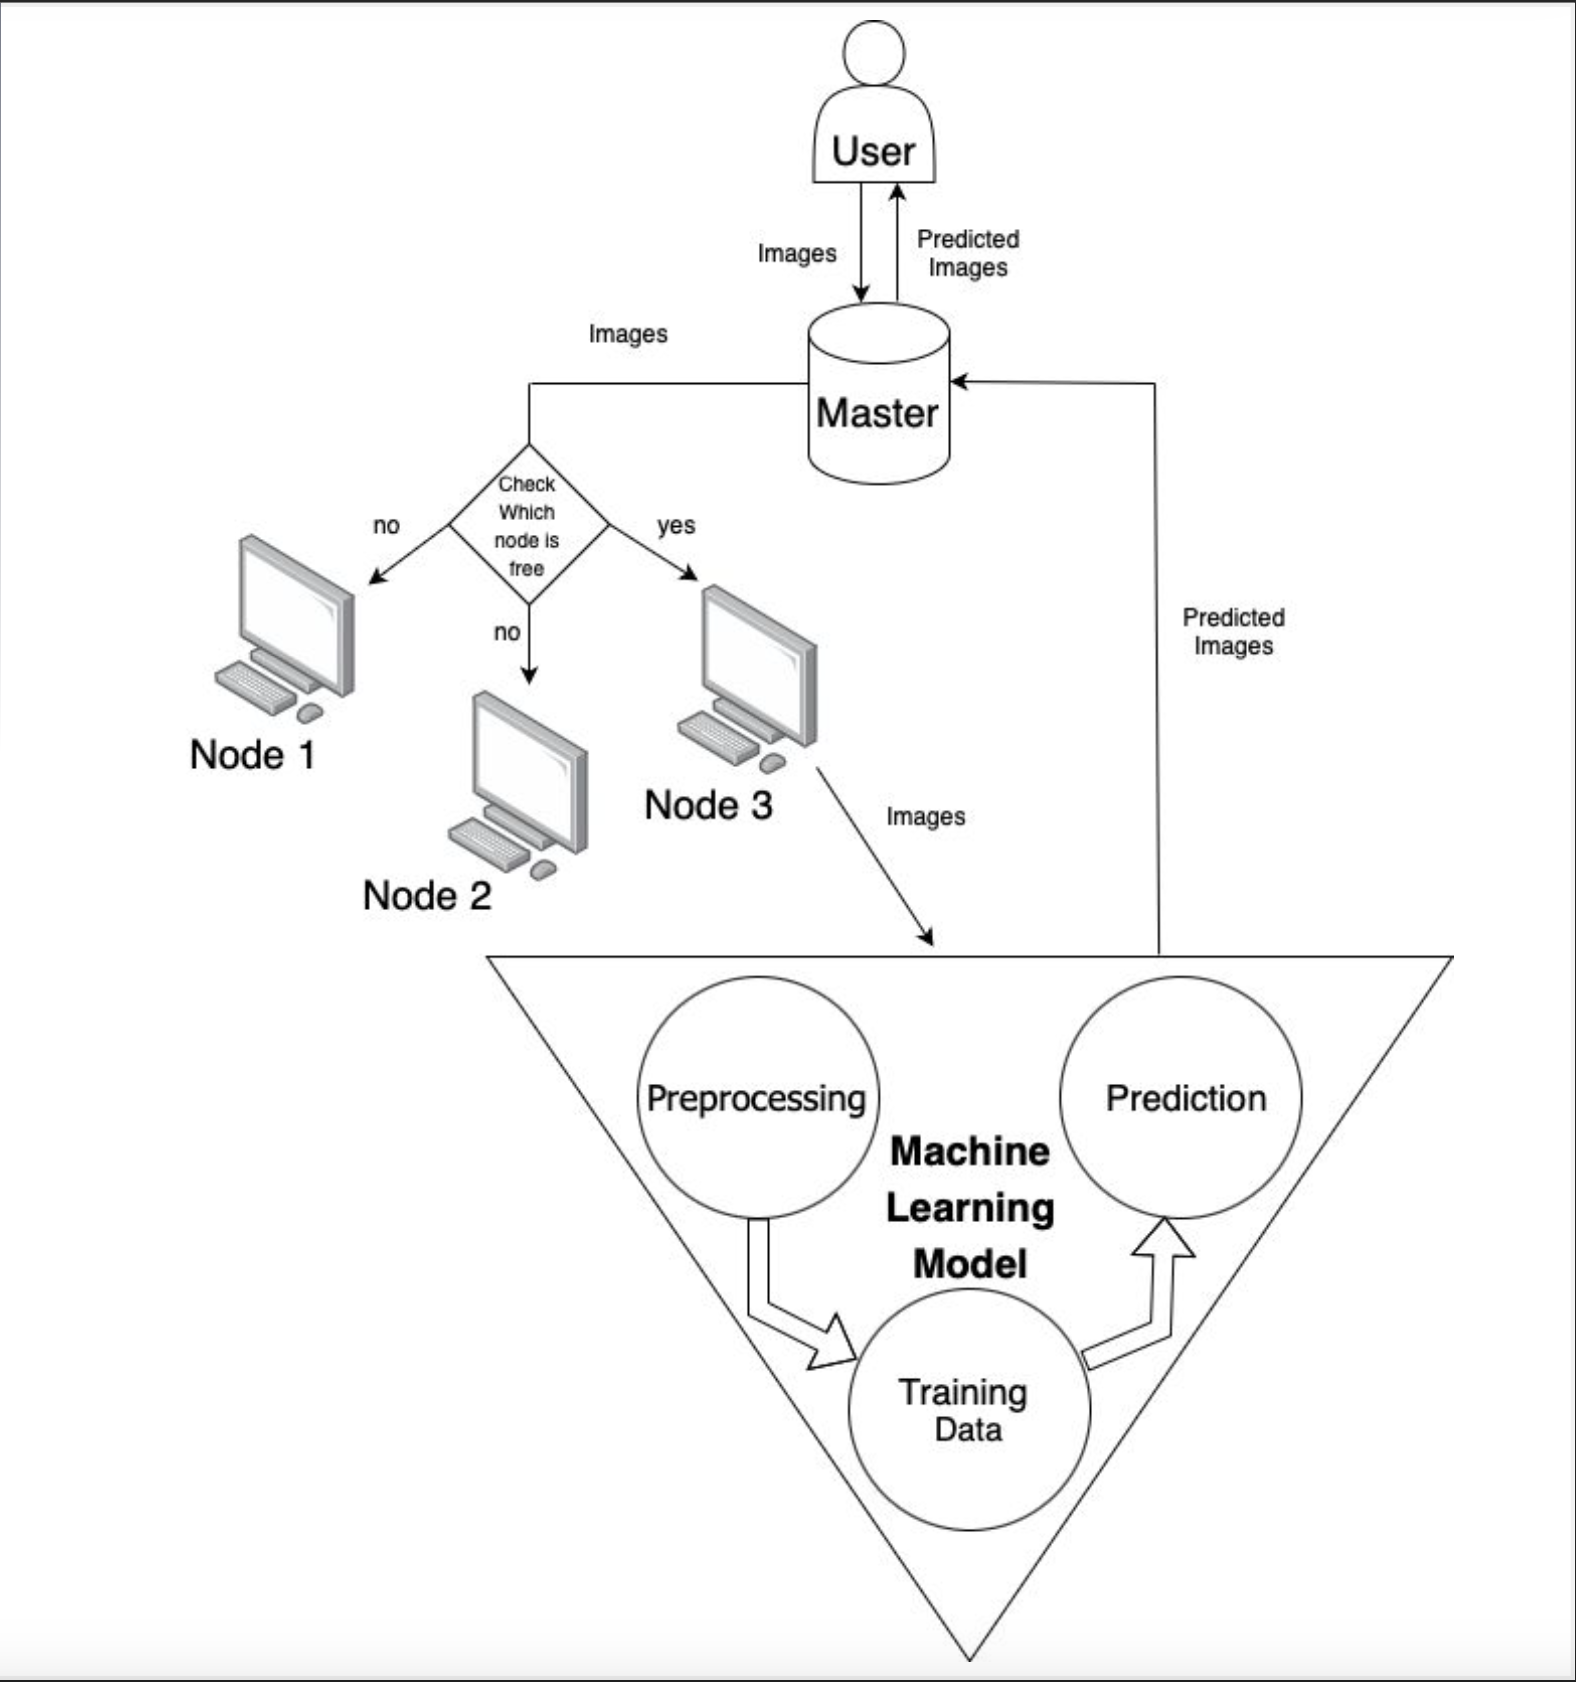 User
Images
Predicted
Images
Images
Master
Check
Which
node is
free
no
yes
no
Node 1
Node 2
Node 3
Predicted
Images
Images
Preprocessing
Prediction
Machine
Learning
Model
Training
Data